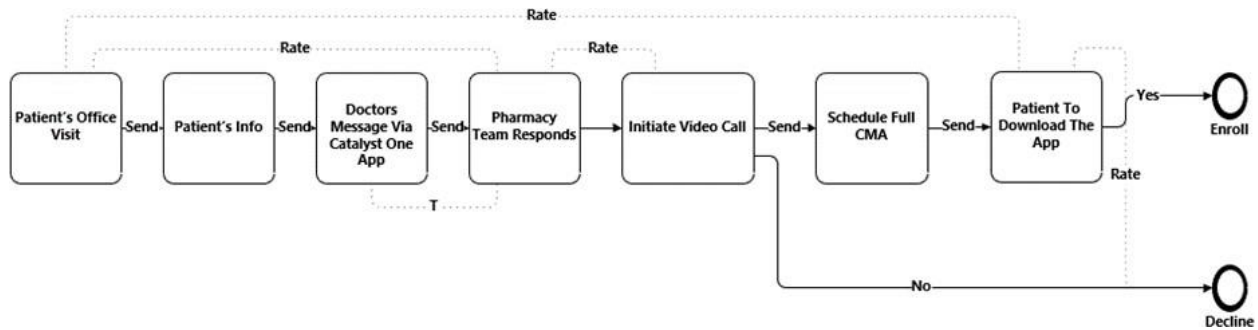 Rate
Rate
Rate
Patient's Office
Visit
Send
Patient's Info
Send
Doctors
Message Via
Catalyst One
App
Send
Pharmacy
Team Responds
Initiate Video Call
Send
Schedule Full
CMA
Send
Patient To
Download The
App
Yes
Enroll
Rate
T
No
Decline